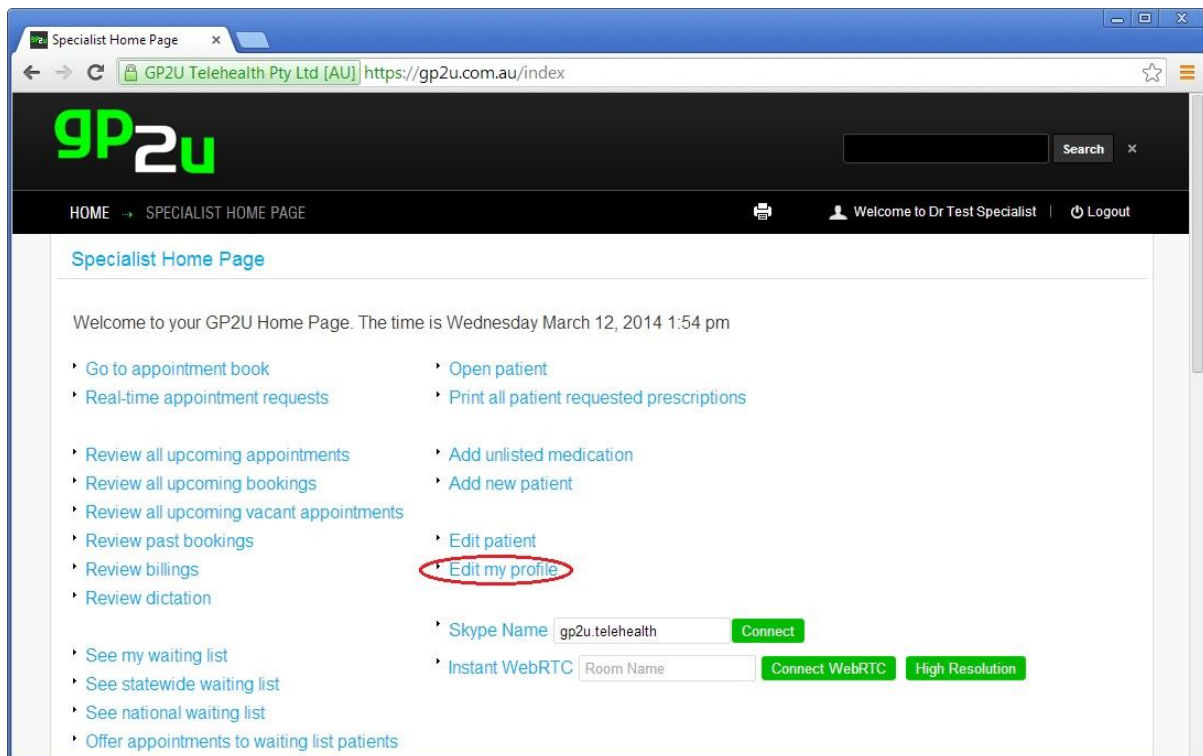 Specialist Home Page
GP2U Telehealth Pty Ltd [AU] https://gp2u.com.au/index
gp2u
Search
HOME SPECIALIST HOME PAGE Welcome to Dr Test Specialist | Logout
Specialist Home Page
Welcome to your GP2U Home Page. The time is Wednesday March 12, 2014 1:54 pm
Go to appointment book
Real-time appointment requests
Review all upcoming appointments
Review all upcoming bookings
Review all upcoming vacant appointments
Review past bookings
Review billings
Review dictation
See my waiting list
See statewide waiting list
See national waiting list
Offer appointments to waiting list patients
Open patient
Print all patient requested prescriptions
Add unlisted medication
Add new patient
Edit patient
Edit my profile
Skype Name gp2u.telehealth Connect
Instant WebRTC Room Name Connect WebRTC High Resolution